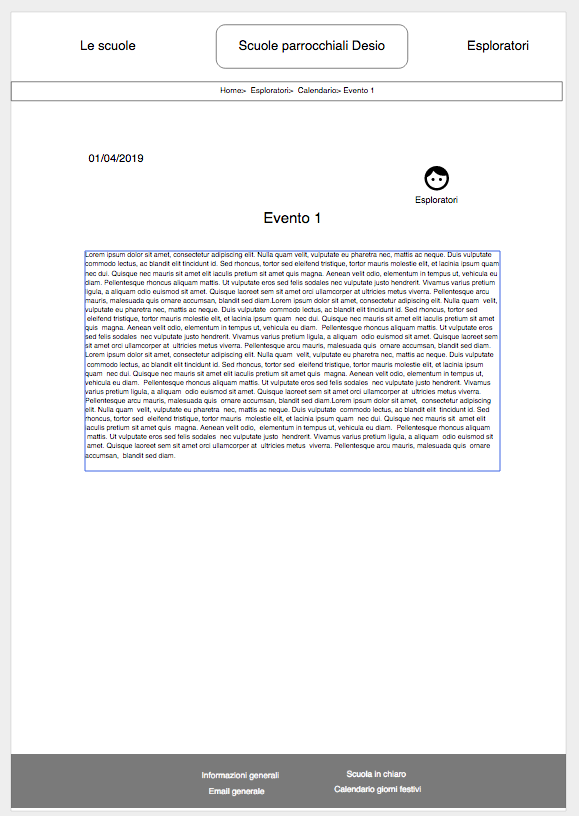 Le scuole
Scuole parrocchiali Desio
Esploratori
Home> Esploratori> Calendario> Evento 1
01/04/2019
Esploratori
Evento 1
Lorem ipsum dolor sit amet, consectetur adipiscing elit. Nulla quam velit, vulputate eu pharetra nec, mattis ac neque. Duis vulputate
commodo lectus, ac blandit elit tincidunt id. Sed rhoncus, tortor sed eleifend tristique, tortor mauris molestie elit, et lacinia ipsum quam
nec dui. Quisque nec mauris sit amet elit iaculis pretium sit amet quis magna. Aenean velit odio, elementum in tempus ut, vehicula eu
diam. Pellentesque rhoncus aliquam mattis. Ut vulputate eros sed felis sodales nec vulputate justo hendrerit. Vivamus varius pretium
ligula, a aliquam odio euismod sit amet. Quisque laoreet sem sit amet orci ullamcorper at ultricies metus viverra. Pellentesque arcu
mauris, malesuada quis ornare accumsan, blandit sed diam.Lorem ipsum dolor sit amet, consectetur adipiscing elit. Nulla quam velit,
vulputate eu pharetra nec, mattis ac neque. Duis vulputate commodo lectus, ac blandit elit tincidunt id. Sed rhoncus, tortor sed
eleifend tristique, tortor mauris molestie elit, et lacinia ipsum quam nec dui. Quisque nec mauris sit amet elit iaculis pretium sit amet
quis magna. Aenean velit odio, elementum in tempus ut, vehicula eu diam. Pellentesque rhoncus aliquam mattis. Ut vulputate eros
sed felis sodales nec vulputate justo hendrerit. Vivamus varius pretium ligula, a aliquam odio euismod sit amet. Quisque laoreet sem
sit amet orci ullamcorper at ultricies metus viverra. Pellentesque arcu mauris, malesuada quis ornare accumsan, blandit sed diam.
Lorem ipsum dolor sit amet, consectetur adipiscing elit. Nulla quam velit, vulputate eu pharetra nec, mattis ac neque. Duis vulputate
commodo lectus, ac blandit elit tincidunt id. Sed rhoncus, tortor sed eleifend tristique, tortor mauris molestie elit, et lacinia ipsum
quam nec dui. Quisque nec mauris sit amet elit iaculis pretium sit amet quis magna. Aenean velit odio, elementum in tempus ut,
vehicula eu diam. Pellentesque rhoncus aliquam mattis. Ut vulputate eros sed felis sodales nec vulputate justo hendrerit. Vivamus
varius pretium ligula, a aliquam odio euismod sit amet. Quisque laoreet sem sit amet orci ullamcorper at ultricies metus viverra.
Pellentesque arcu mauris, malesuada quis ornare accumsan, blandit sed diam.Lorem ipsum dolor sit amet, consectetur adipiscing
elit. Nulla quam velit, vulputate eu pharetra nec, mattis ac neque. Duis vulputate commodo lectus, ac blandit elit tincidunt id. Sed
rhoncus, tortor sed eleifend tristique, tortor mauris molestie elit, et lacinia ipsum quam nec dui. Quisque nec mauris sit amet elit
iaculis pretium sit amet quis magna. Aenean velit odio, elementum in tempus ut, vehicula eu diam. Pellentesque rhoncus aliquam
mattis. Ut vulputate eros sed felis sodales nec vulputate justo hendrerit. Vivamus varius pretium ligula, a aliquam odio euismod sit
amet. Quisque laoreet sem sit amet orci ullamcorper at ultricies metus viverra. Pellentesque arcu mauris, malesuada quis ornare
accumsan, blandit sed diam.
Informazioni generali
Scuola in chiaro
Email generale
Calendario giorni festivi